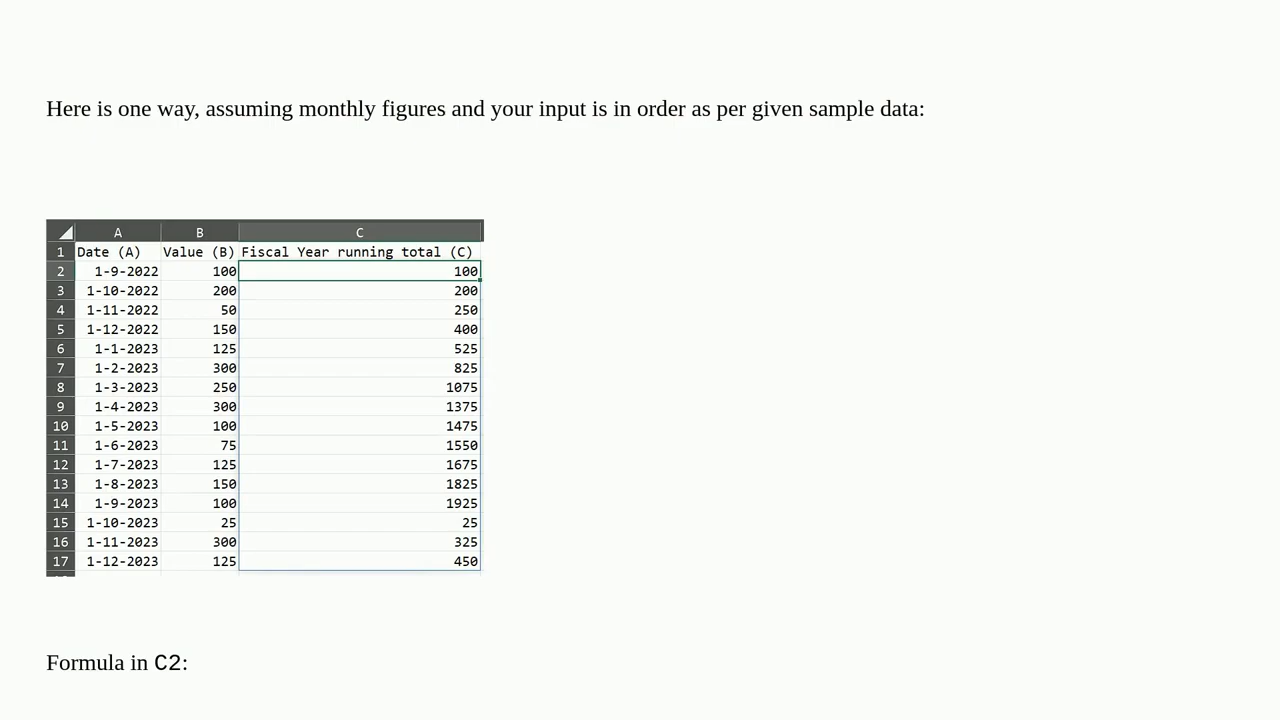 Here is one way, assuming monthly figures and your input is in order as per given sample data:
A B C
1 Date (A) Value (B) Fiscal Year running total (C)
2 1-9-2022 100 100
3 1-10-2022 200 200
4 1-11-2022 50 250
5 1-12-2022 150 400
6 1-1-2023 125 525
7 1-2-2023 300 825
8 1-3-2023 250 1075
9 1-4-2023 300 1375
10 1-5-2023 100 1475
11 1-6-2023 75 1550
12 1-7-2023 125 1675
13 1-8-2023 150 1825
14 1-9-2023 100 1925
15 1-10-2023 25 25
16 1-11-2023 300 325
17 1-12-2023 125 450
Formula in C2: